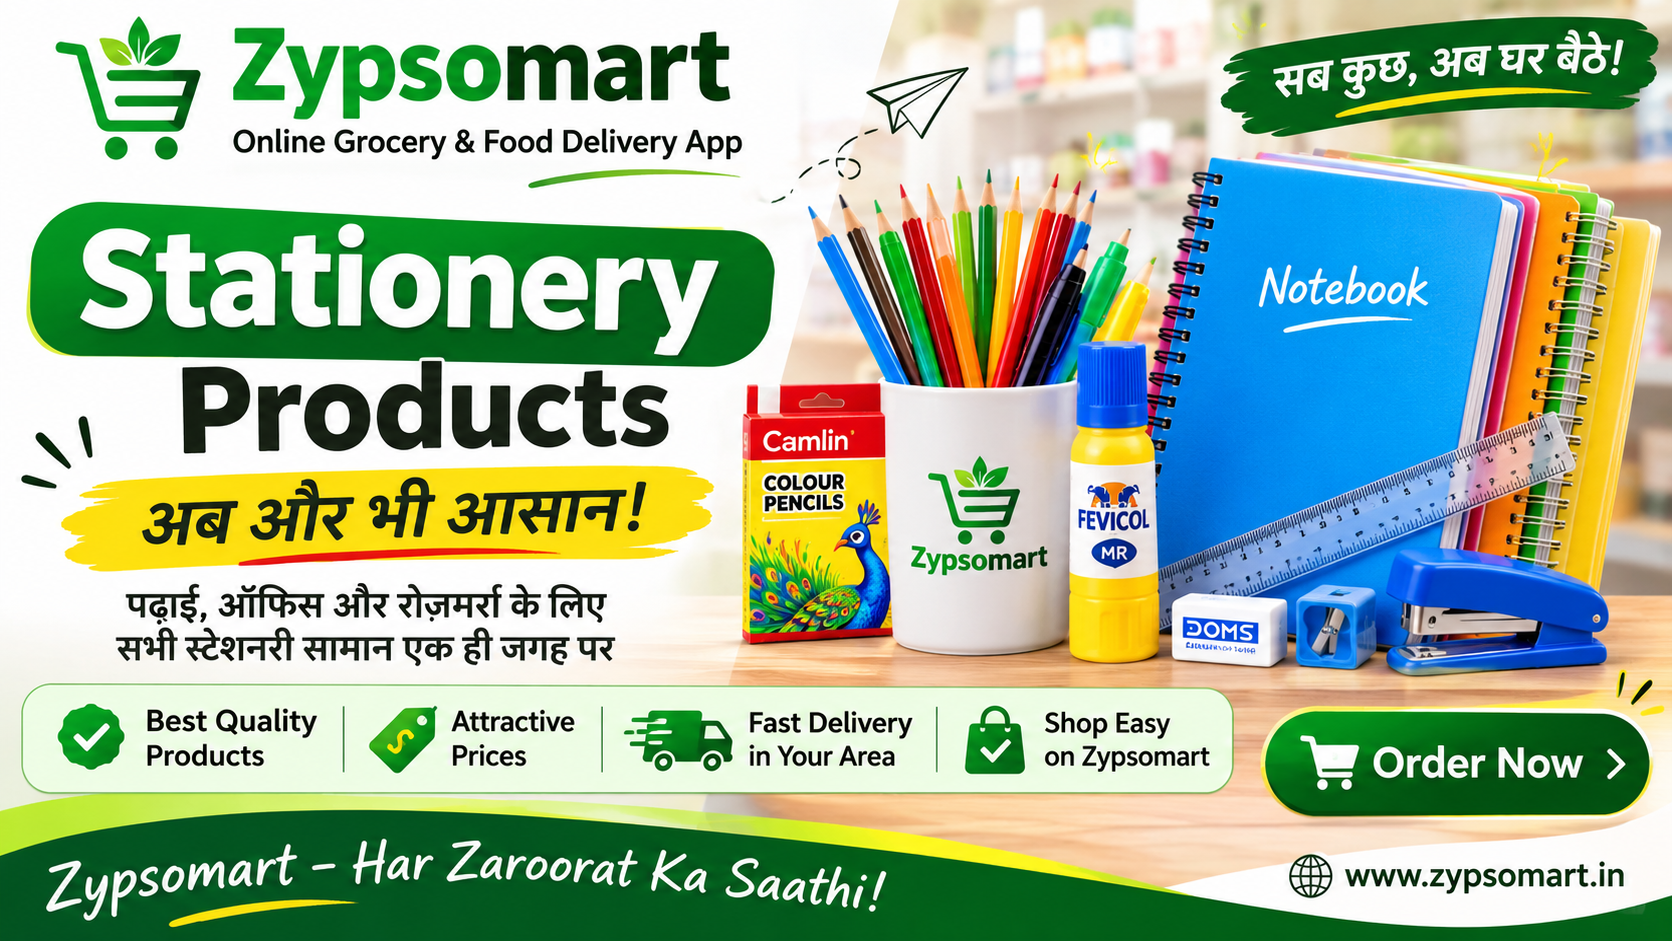 Zypsomart
Online Grocery & Food Delivery App
सब कुछ, अब घर बैठे!
Stationery
Products
अब और भी आसान!
पढ़ाई, ऑफिस और रोज़मर्रा के लिए
सभी स्टेशनरी सामान एक ही जगह पर
Notebook
Camlin
COLOUR
PENCILS
Zypsomart
FEVICOL
MR
DOMS
Best Quality
Products
Attractive
Prices
Fast Delivery
in Your Area
Shop Easy
on Zypsomart
Order Now
Zypsomart – Har Zaroorat Ka Saathi!
www.zypsomart.in